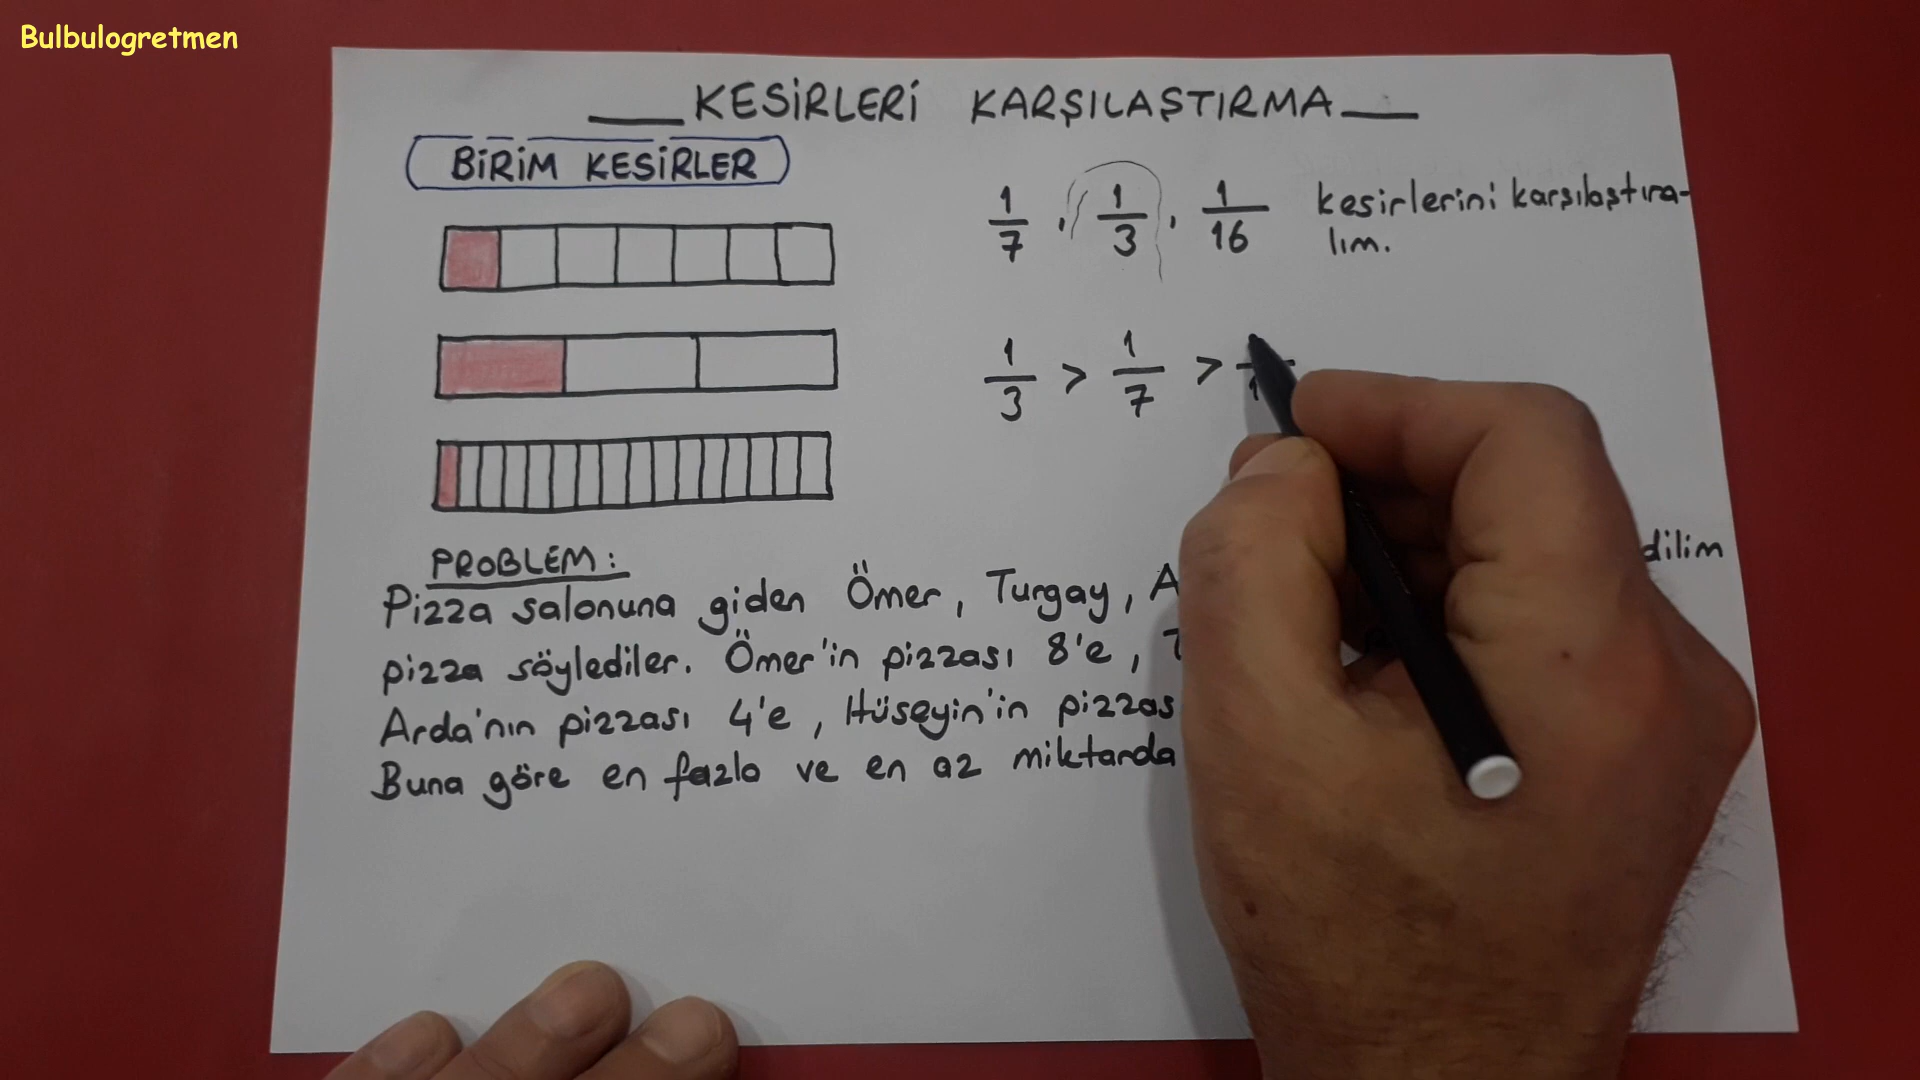 Bulbulogretmen
KESİRLERİ KARŞILAŞTIRMA
BİRİM KESİRLER
1/7, 1/3, 1/16 kesirlerini karşılaştıra-
lım.
1/3 > 1/7 >
PROBLEM:
Pizza salonuna giden Ömer, Turgay, dilim
pizza söylediler. Ömer'in pizzası 8'e,
Arda'nın pizzası 4'e, Hüseyin'in
Buna göre en fazla ve en az miktarda